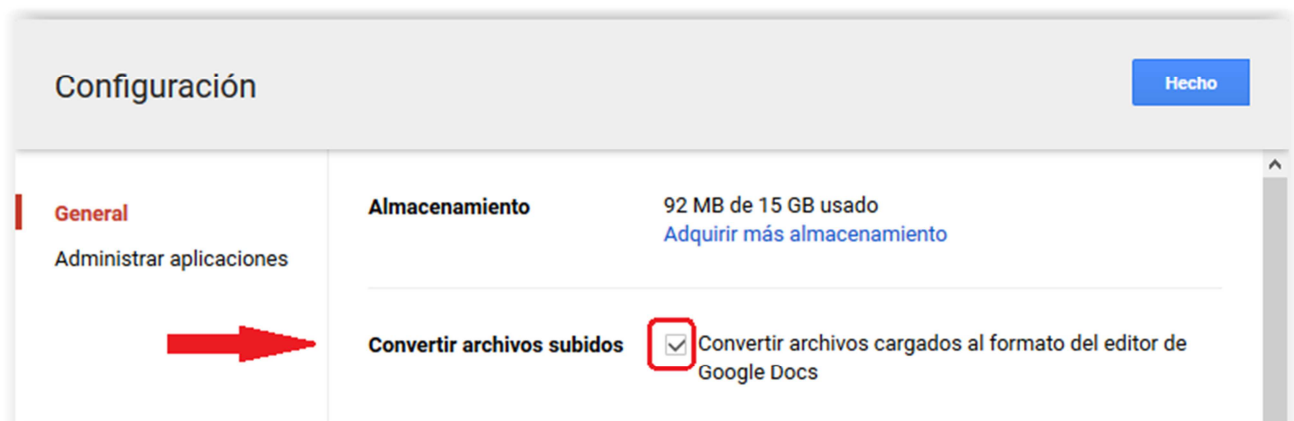 Configuración
Hecho
General
Administrar aplicaciones
Almacenamiento
92 MB de 15 GB usado
Adquirir más almacenamiento
Convertir archivos subidos
Convertir archivos cargados al formato del editor de
Google Docs